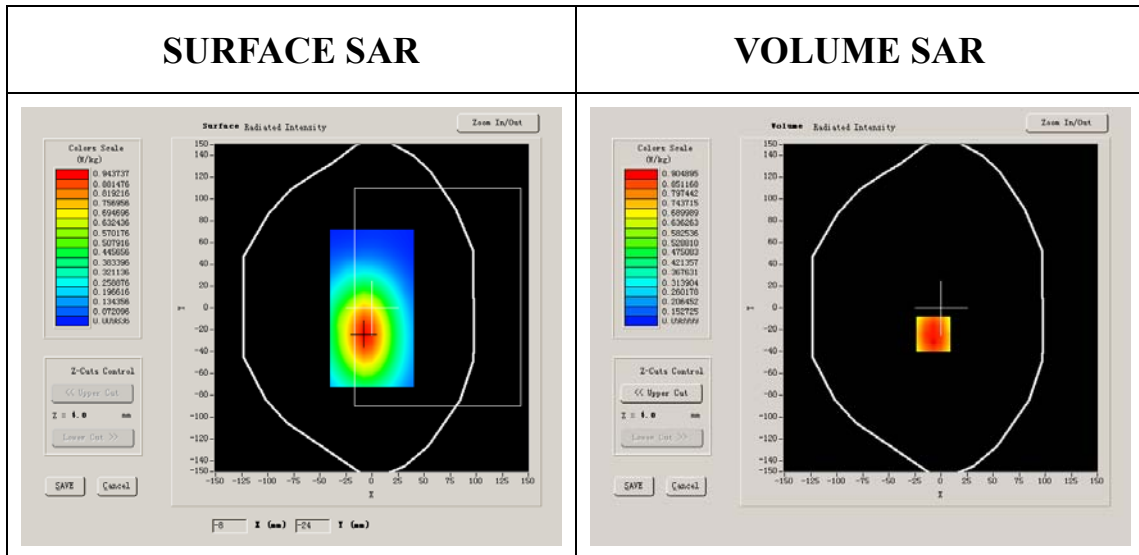 SURFACE SAR
VOLUME SAR
Surface Radiated Intensity
Zoom In/Out
Colors Scale
(W/kg)
0.943737
0.881476
0.819216
0.756956
0.694696
0.632436
0.570176
0.507916
0.445656
0.383396
0.321136
0.258876
0.196616
0.134356
0.072096
0.009836
150
140
120
100
80
60
40
20
0
-20
-40
-60
-80
-100
-120
-140
-150
Y
-150 -125 -100 -75 -50 -25 0 25 50 75 100 125 150
X
Z-Cuts Control
<< Upper Cut
Z = 4.0 mm
Lower Cut >>
SAVE Cancel
-8 X (mm) -24 Y (mm)
Volume Radiated Intensity
Zoom In/Out
Colors Scale
(W/kg)
0.904895
0.851168
0.797442
0.743715
0.689989
0.636263
0.582536
0.528810
0.475083
0.421357
0.367631
0.313904
0.260178
0.206452
0.152725
150
140
120
100
80
60
40
20
0
-20
-40
-60
-80
-100
-120
-140
-150
Y
-150 -125 -100 -75 -50 -25 0 25 50 75 100 125 150
X
Z-Cuts Control
<< Upper Cut
Z = 4.0 mm
Lower Cut >>
SAVE Cancel